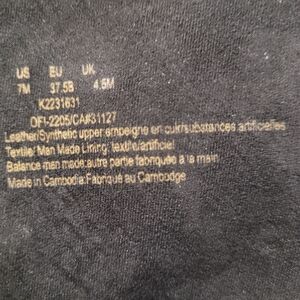 US EU UK
7M 37.5B 4.5M
K2231631
OFI-2205/CA#31127
Leather/Synthetic upper empeigne en cuir/substances artificielles
Textile/ Man Made Lining: textile/artificiel
Balance man made:autre partie fabriquée a la main
Made in Cambodia:Fabriqué au Cambodge